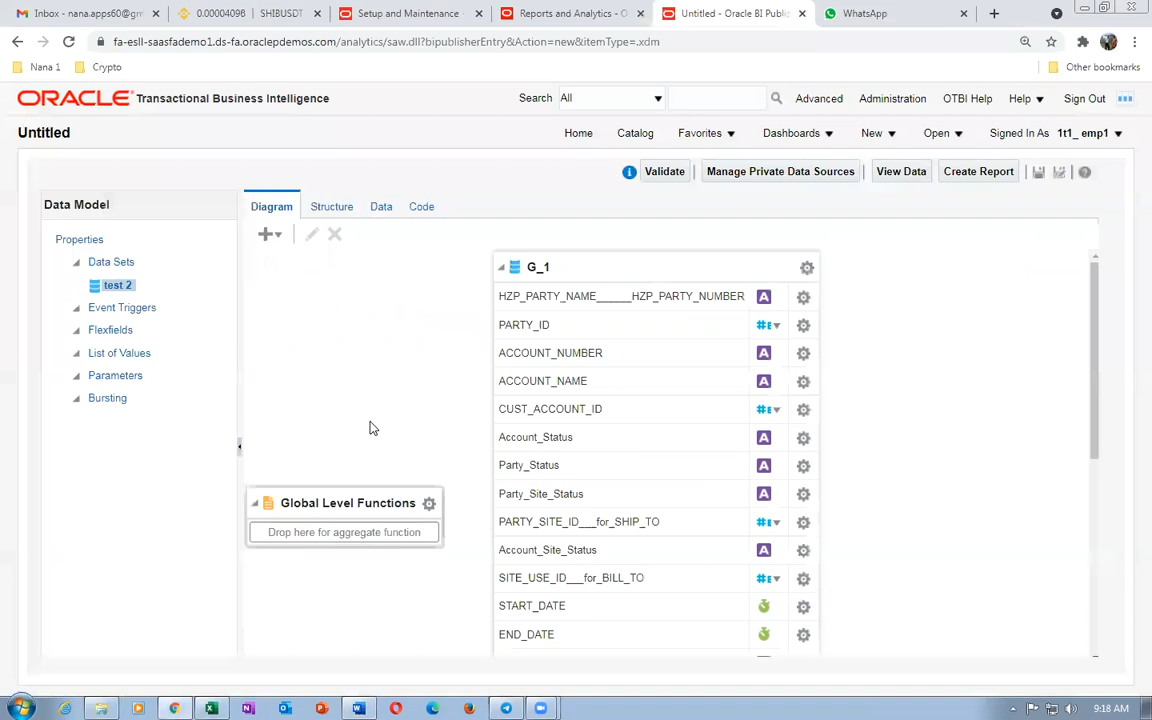 Inbox - nana.apps60@gm
0.00004098 | SHIBUSDT
Setup and Maintenance -
Reports and Analytics - O
Untitled - Oracle BI Publi
WhatsApp
fa-esll-saasfademo1.ds-fa.oraclepdemos.com/analytics/saw.dll?bipublisherEntry&Action=new&itemType=.xdm
Nana 1
Crypto
Other bookmarks
ORACLE Transactional Business Intelligence
Search
All
Advanced
Administration
OTBI Help
Help
Sign Out
Untitled
Home
Catalog
Favorites
Dashboards
New
Open
Signed In As 1t1_ emp1
Validate
Manage Private Data Sources
View Data
Create Report
Data Model
Diagram
Structure
Data
Code
Properties
Data Sets
test 2
Event Triggers
Flexfields
List of Values
Parameters
Bursting
G_1
HZP_PARTY_NAME______HZP_PARTY_NUMBER
PARTY_ID
ACCOUNT_NUMBER
ACCOUNT_NAME
CUST_ACCOUNT_ID
Account_Status
Party_Status
Party_Site_Status
PARTY_SITE_ID___for_SHIP_TO
Account_Site_Status
SITE_USE_ID___for_BILL_TO
START_DATE
END_DATE
Global Level Functions
Drop here for aggregate function
9:18 AM